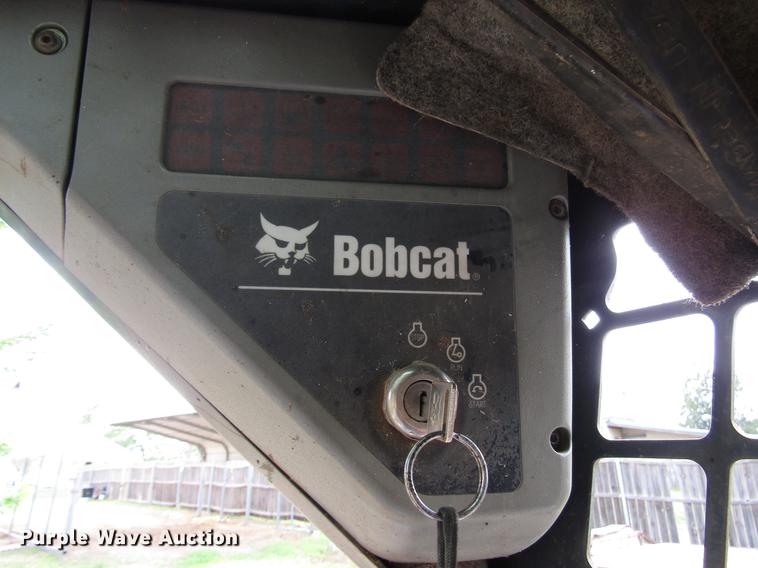 Bobcat®
STOP
RUN
START
Purple Wave Auction